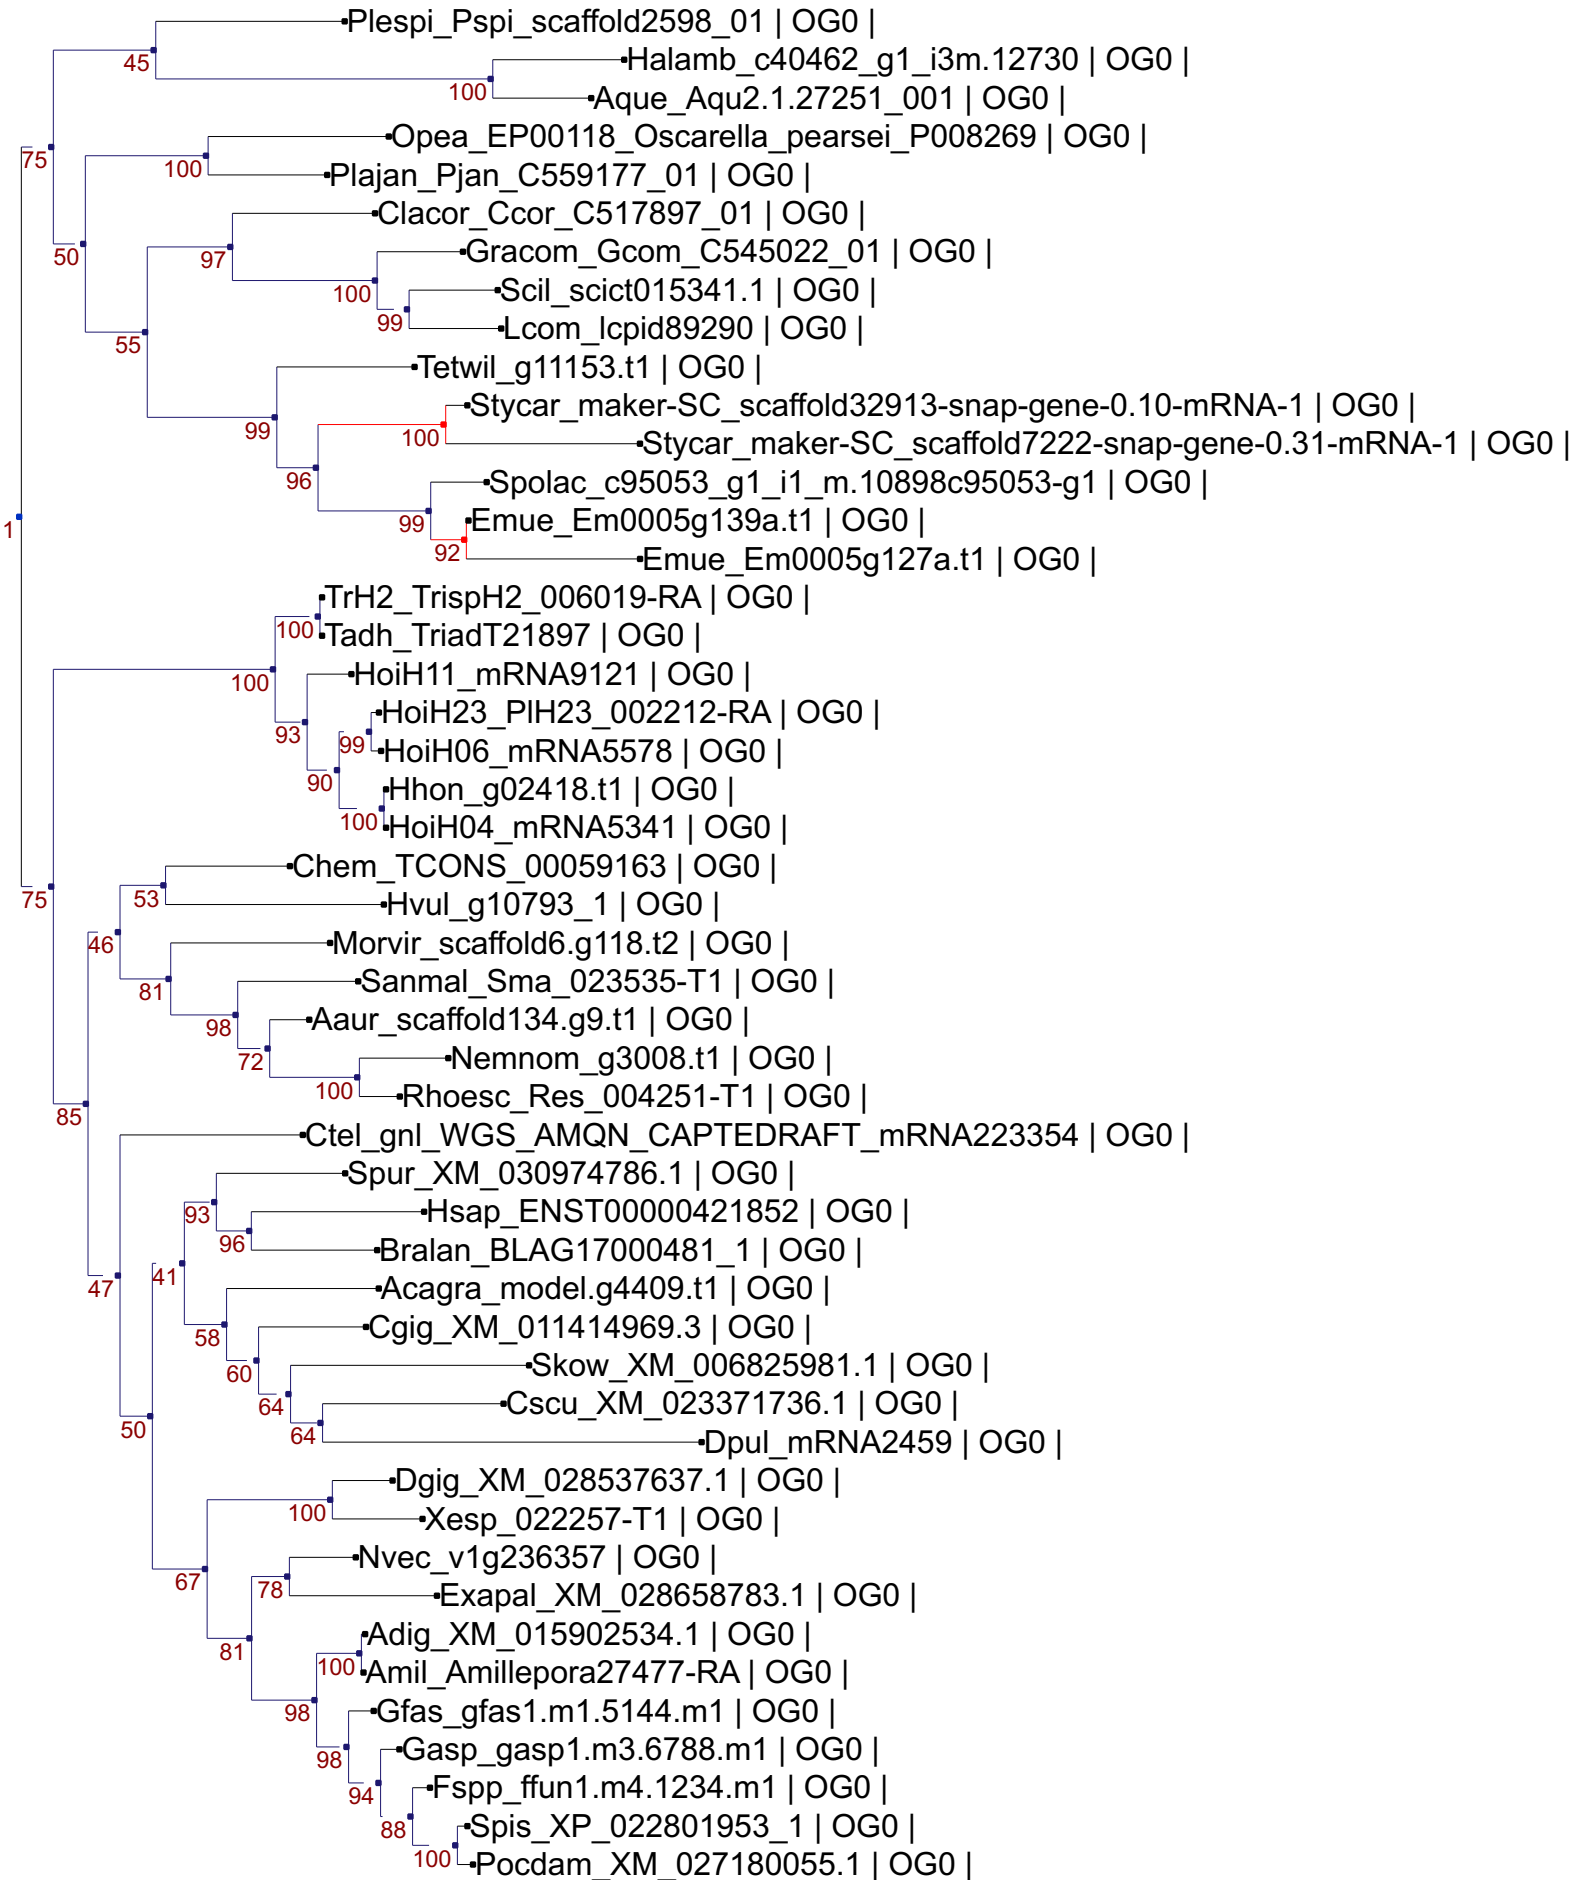 Plespi_Pspi_scaffold2598_01 | OG0 |
45
Halamb_c40462_g1_i3m.12730 | OG0 |
100
Aque_Aqu2.1.27251_001 | OG0 |
Opea_EP00118_Oscarella_pearsei_P008269 | OG0 |
75
100
Plajan_Pjan_C559177_01 | OG0 |
Clacor_Ccor_C517897_01 | OG0 |
50
97
Gracom_Gcom_C545022_01 | OG0 |
100
Scil_scict015341.1 | OG0 |
99
Lcom_lcpid89290 | OG0 |
55
Tetwil_g11153.t1 | OG0 |
Stycar_maker-SC_scaffold32913-snap-gene-0.10-mRNA-1 | OG0 |
99
100
Stycar_maker-SC_scaffold7222-snap-gene-0.31-mRNA-1 | OG0 |
96
Spolac_c95053_g1_i1_m.10898c95053-g1 | OG0 |
99
Emue_Em0005g139a.t1 | OG0 |
1
92
Emue_Em0005g127a.t1 | OG0 |
TrH2_TrispH2_006019-RA | OG0 |
100
Tadh_TriadT21897 | OG0 |
100
HoiH11_mRNA9121 | OG0 |
HoiH23_PlH23_002212-RA | OG0 |
93
99
HoiH06_mRNA5578 | OG0 |
90
Hhon_g02418.t1 | OG0 |
100
HoiH04_mRNA5341 | OG0 |
Chem_TCONS_00059163 | OG0 |
75
53
Hvul_g10793_1 | OG0 |
46
Morvir_scaffold6.g118.t2 | OG0 |
81
Sanmal_Sma_023535-T1 | OG0 |
98
Aaur_scaffold134.g9.t1 | OG0 |
72
Nemnom_g3008.t1 | OG0 |
100
Rhoesc_Res_004251-T1 | OG0 |
85
Ctel_gnl_WGS_AMQN_CAPTEDRAFT_mRNA223354 | OG0 |
Spur_XM_030974786.1 | OG0 |
93
Hsap_ENST00000421852 | OG0 |
96
Bralan_BLAG17000481_1 | OG0 |
47
41
Acagra_model.g4409.t1 | OG0 |
58
Cgig_XM_011414969.3 | OG0 |
60
Skow_XM_006825981.1 | OG0 |
64
Cscu_XM_023371736.1 | OG0 |
50
64
Dpul_mRNA2459 | OG0 |
Dgig_XM_028537637.1 | OG0 |
100
Xesp_022257-T1 | OG0 |
Nvec_v1g236357 | OG0 |
67
78
Exapal_XM_028658783.1 | OG0 |
Adig_XM_015902534.1 | OG0 |
81
100
Amil_Amillepora27477-RA | OG0 |
98
Gfas_gfas1.m1.5144.m1 | OG0 |
98
Gasp_gasp1.m3.6788.m1 | OG0 |
94
Fspp_ffun1.m4.1234.m1 | OG0 |
88
Spis_XP_022801953_1 | OG0 |
100
Pocdam_XM_027180055.1 | OG0 |